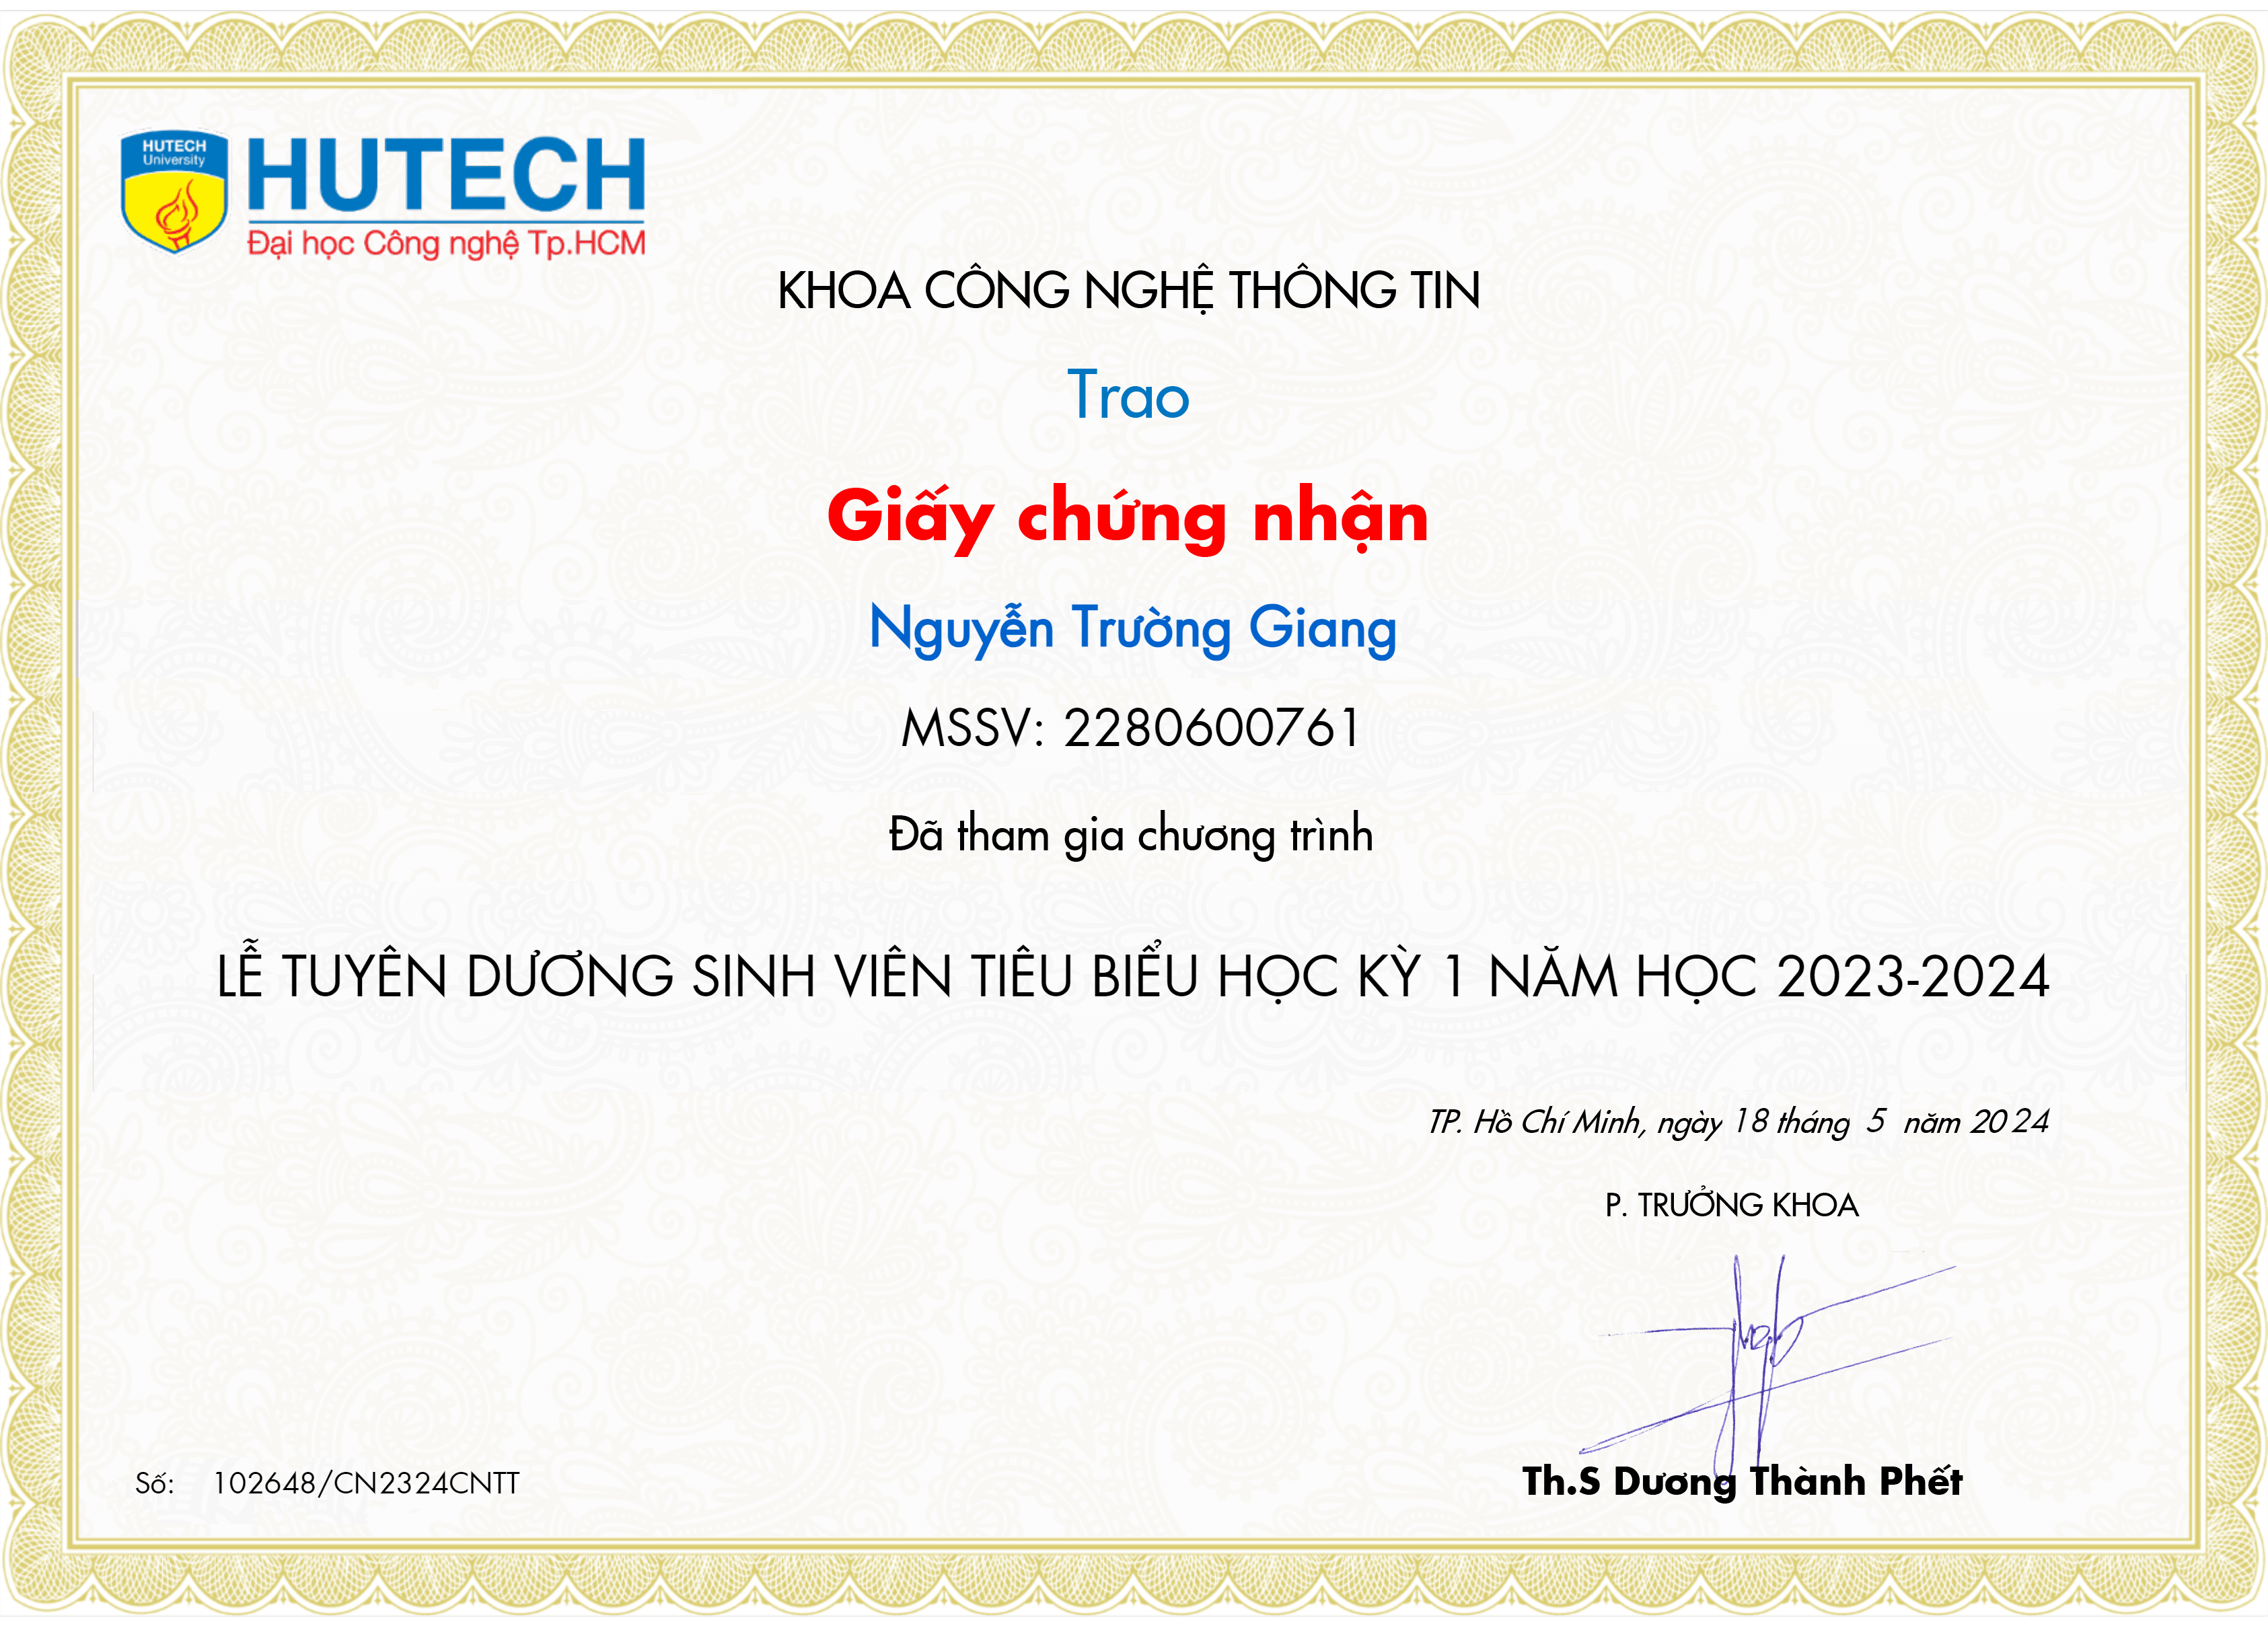 HUTECH
University
HUTECH
Đại học Công nghệ Tp.HCM
KHOA CÔNG NGHỆ THÔNG TIN
Trao
Giấy chứng nhận
Nguyễn Trường Giang
MSSV: 2280600761
Đã tham gia chương trình
LỄ TUYÊN DƯƠNG SINH VIÊN TIÊU BIỂU HỌC KỲ 1 NĂM HỌC 2023-2024
TP. Hồ Chí Minh, ngày 18 tháng 5 năm 2024
P. TRƯỞNG KHOA
Th.S Dương Thành Phết
Số: 102648/CN2324CNTT